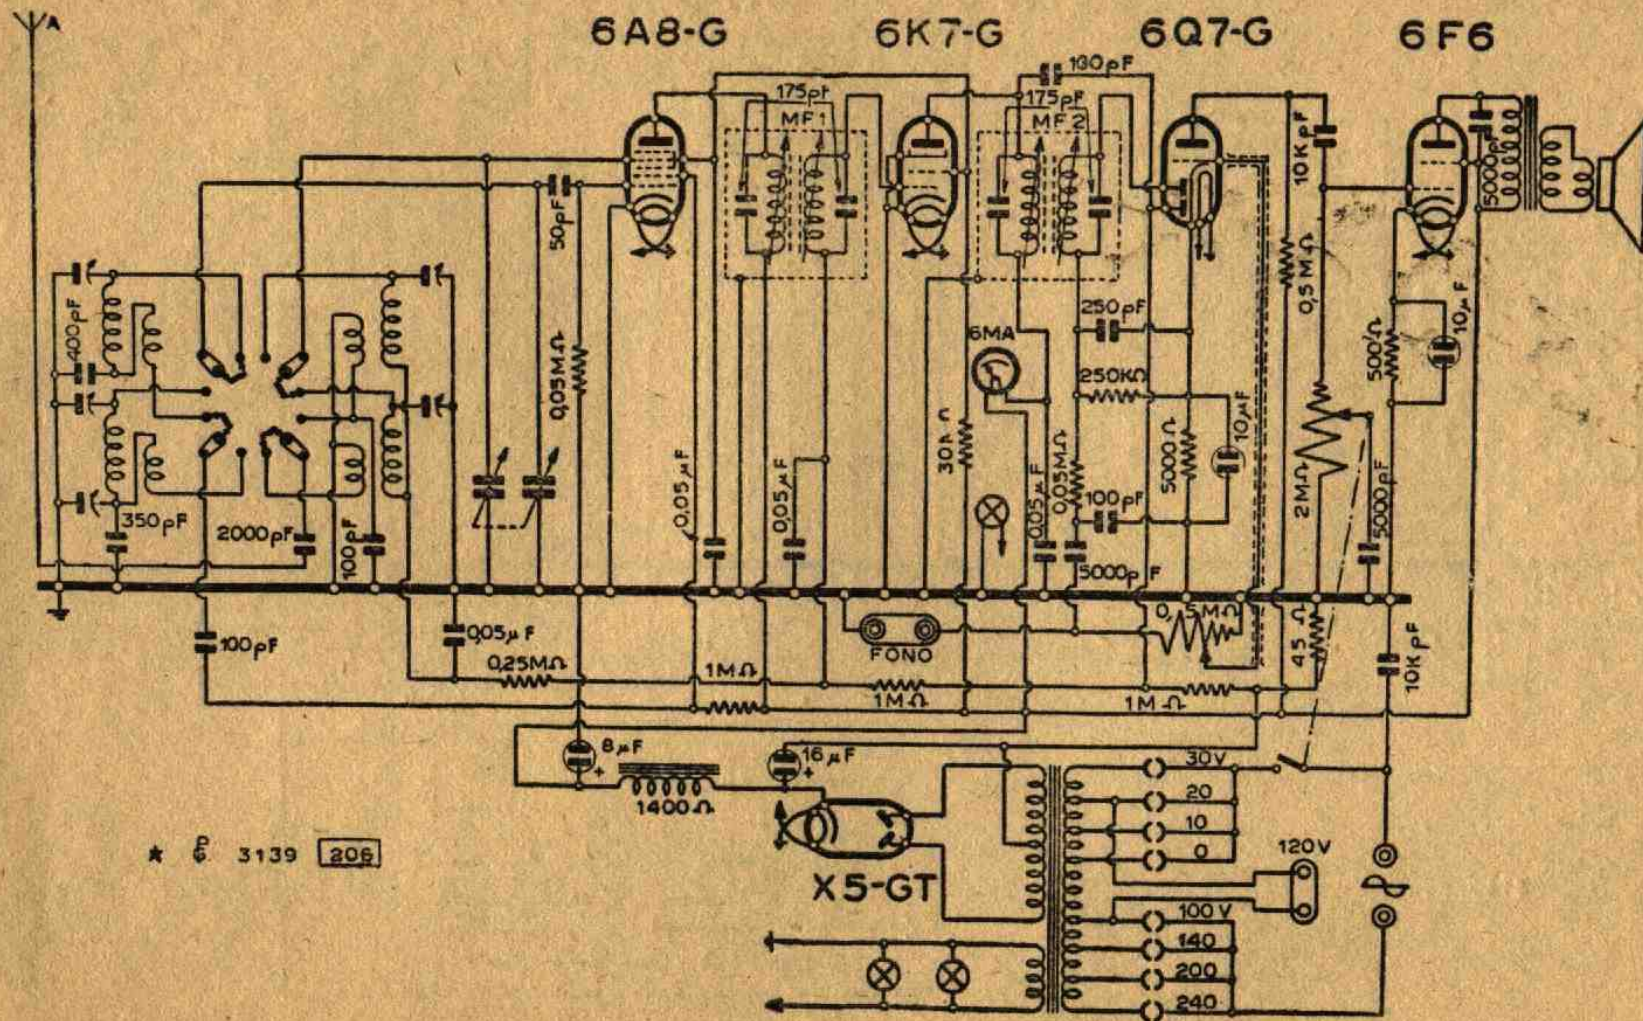 A
6A8-G
6K7-G
6Q7-G
6F6
130pF
175pf
MF1
175pF
MF2
10KpF
5000pF
50pF
0,5MΩ
10µF
500Ω
400pF
250pF
6MA
250KΩ
0,05MΩ
10µF
5000Ω
2MΩ
5000pF
0,05µF
0,05µF
0,05µF
0,05MΩ
100pF
350pF
2000pF
100pF
5000pF
0,5MΩ
45Ω
10KpF
100pF
0,05µF
FONO
0,25MΩ
1MΩ
1MΩ
1MΩ
8µF
+
16µF
+
1400Ω
30V
20
10
0
120V
X5-GT
100V
140
200
240
3139 206